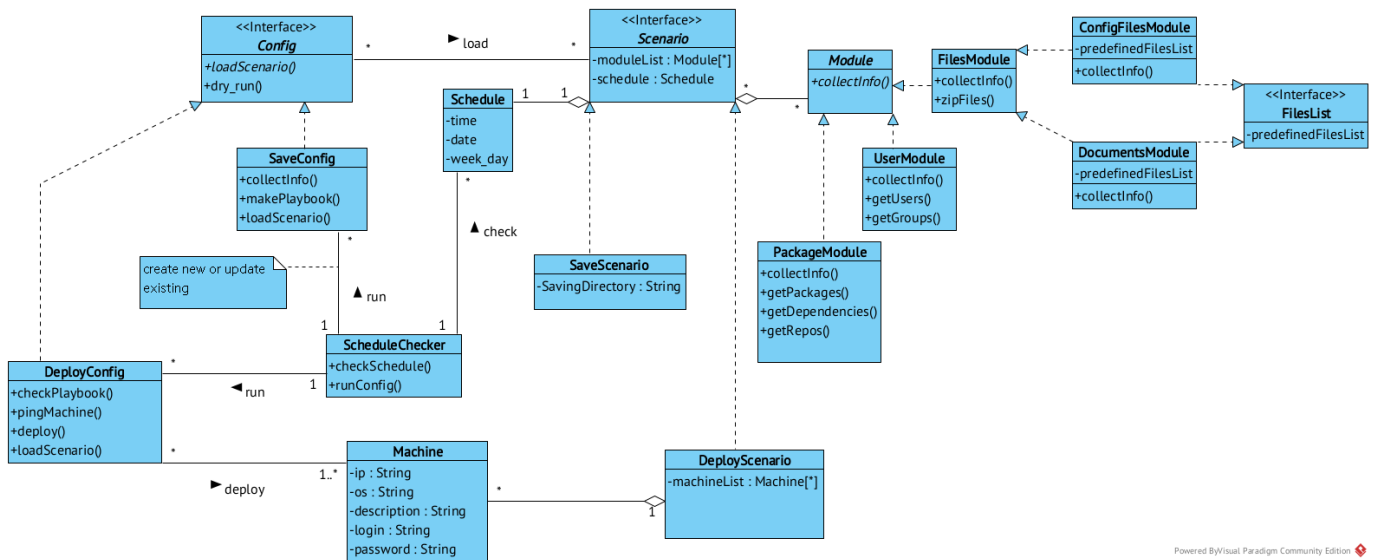 <<Interface>>
Config
+loadScenario()
+dry_run()
*
load
*
<<Interface>>
Scenario
-moduleList : Module[*]
-schedule : Schedule
*
*
Module
+collectInfo()
FilesModule
+collectInfo()
+zipFiles()
ConfigFilesModule
-predefinedFilesList
+collectInfo()
<<Interface>>
FilesList
-predefinedFilesList
DocumentsModule
-predefinedFilesList
+collectInfo()
Schedule
-time
-date
-week_day
1
1
*
check
1
SaveConfig
+collectInfo()
+makePlaybook()
+loadScenario()
*
run
1
create new or update
existing
UserModule
+collectInfo()
+getUsers()
+getGroups()
PackageModule
+collectInfo()
+getPackages()
+getDependencies()
+getRepos()
SaveScenario
-SavingDirectory : String
ScheduleChecker
+checkSchedule()
+runConfig()
*
run
1
DeployConfig
+checkPlaybook()
+pingMachine()
+deploy()
+loadScenario()
*
deploy
1..*
Machine
-ip : String
-os : String
-description : String
-login : String
-password : String
*
1
DeployScenario
-machineList : Machine[*]
Powered ByVisual Paradigm Community Edition